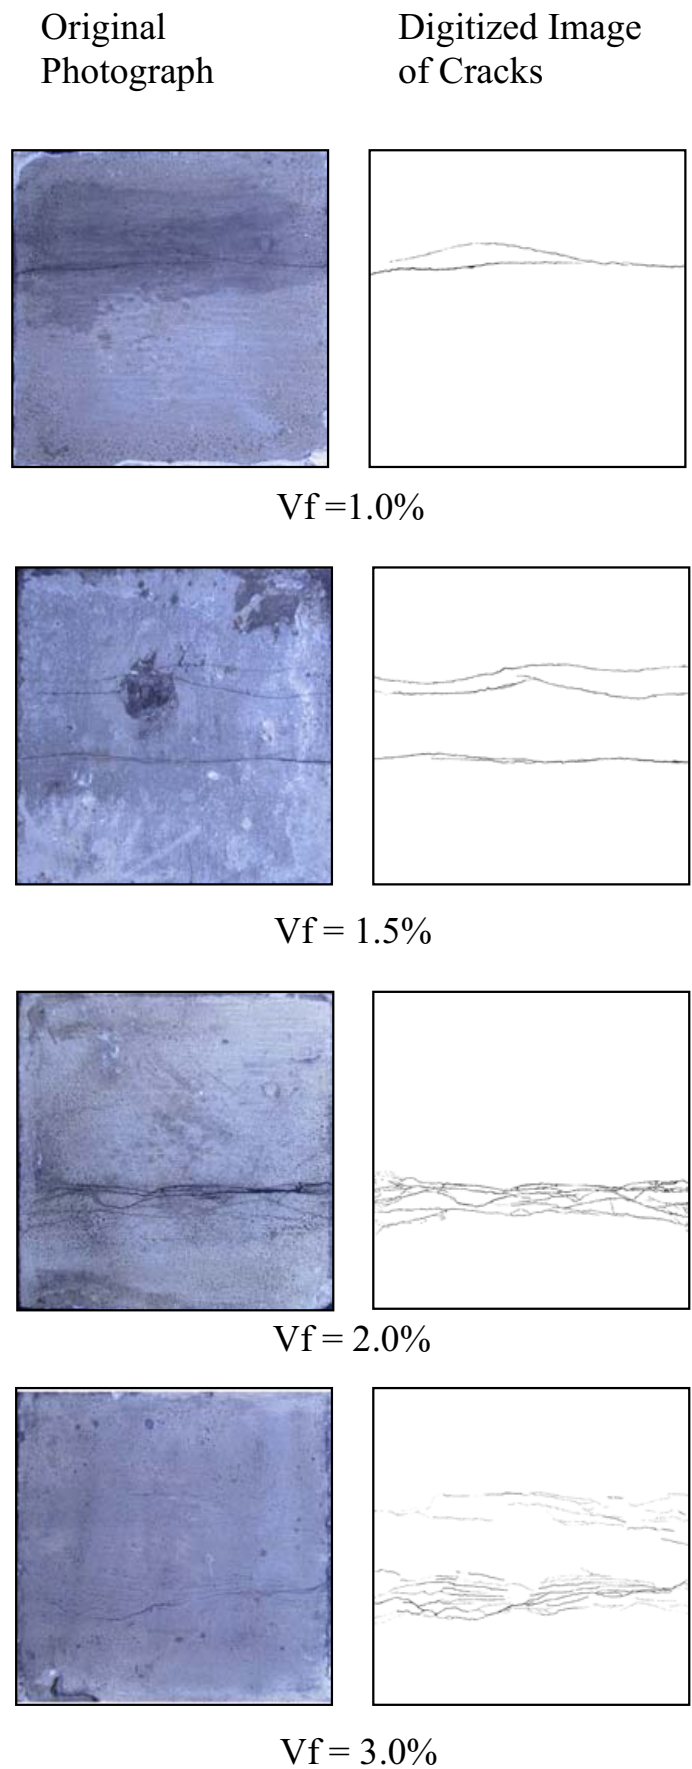 Original
Photograph
Digitized Image
of Cracks
Vf =1.0%
Vf = 1.5%
Vf = 2.0%
Vf = 3.0%